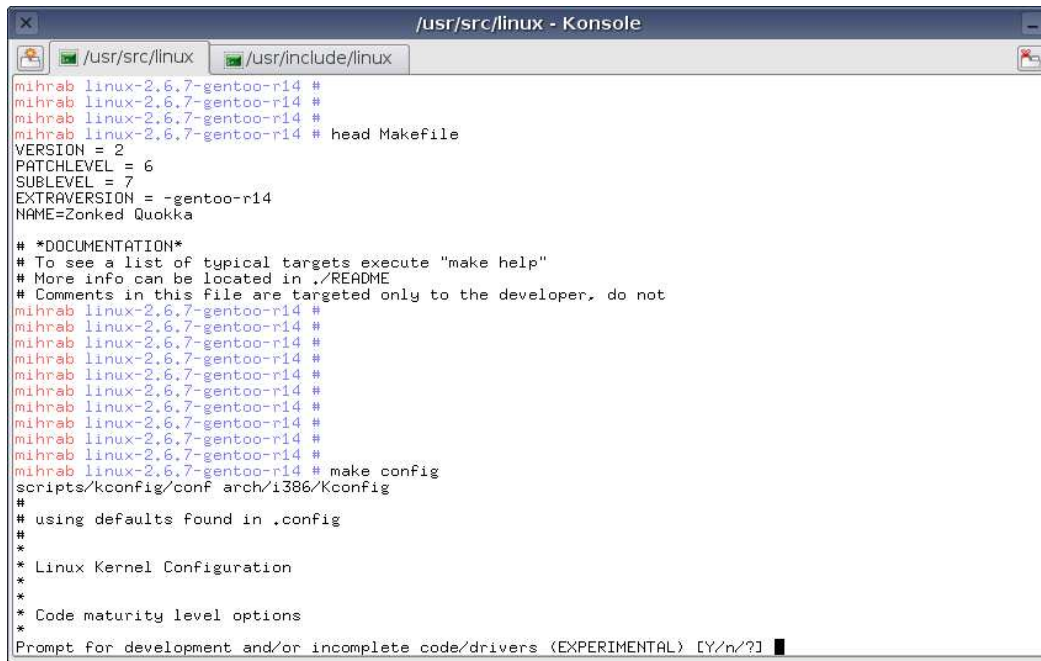 /usr/src/linux - Konsole
/usr/src/linux /usr/include/linux
mihrab linux-2.6.7-gentoo-r14 #
mihrab linux-2.6.7-gentoo-r14 #
mihrab linux-2.6.7-gentoo-r14 #
mihrab linux-2.6.7-gentoo-r14 # head Makefile
VERSION = 2
PATCHLEVEL = 6
SUBLEVEL = 7
EXTRAVERSION = -gentoo-r14
NAME=Zonked Quokka
# *DOCUMENTATION*
# To see a list of typical targets execute "make help"
# More info can be located in ./README
# Comments in this file are targeted only to the developer, do not
mihrab linux-2.6.7-gentoo-r14 #
mihrab linux-2.6.7-gentoo-r14 #
mihrab linux-2.6.7-gentoo-r14 #
mihrab linux-2.6.7-gentoo-r14 #
mihrab linux-2.6.7-gentoo-r14 #
mihrab linux-2.6.7-gentoo-r14 #
mihrab linux-2.6.7-gentoo-r14 #
mihrab linux-2.6.7-gentoo-r14 #
mihrab linux-2.6.7-gentoo-r14 #
mihrab linux-2.6.7-gentoo-r14 #
mihrab linux-2.6.7-gentoo-r14 # make config
scripts/kconfig/conf arch/i386/Kconfig
#
# using defaults found in .config
#
*
* Linux Kernel Configuration
*
*
* Code maturity level options
*
Prompt for development and/or incomplete code/drivers (EXPERIMENTAL) [Y/n/?]